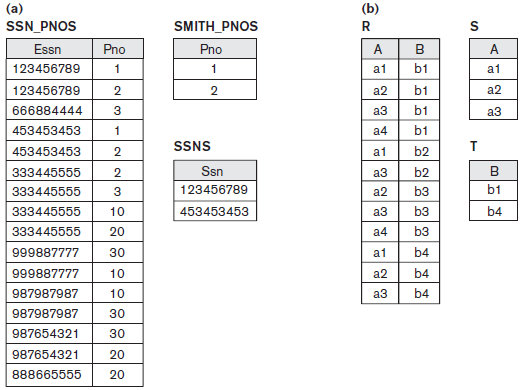 (a)
SSN_PNOS
Essn Pno
123456789 1
123456789 2
666884444 3
453453453 1
453453453 2
333445555 2
333445555 3
333445555 10
333445555 20
999887777 30
999887777 10
987987987 10
987987987 30
987654321 30
987654321 20
888665555 20
SMITH_PNOS
Pno
1
2
SSNS
Ssn
123456789
453453453
(b)
R
A B
a1 b1
a2 b1
a3 b1
a4 b1
a1 b2
a3 b2
a2 b3
a3 b3
a4 b3
a1 b4
a2 b4
a3 b4
S
A
a1
a2
a3
T
B
b1
b4